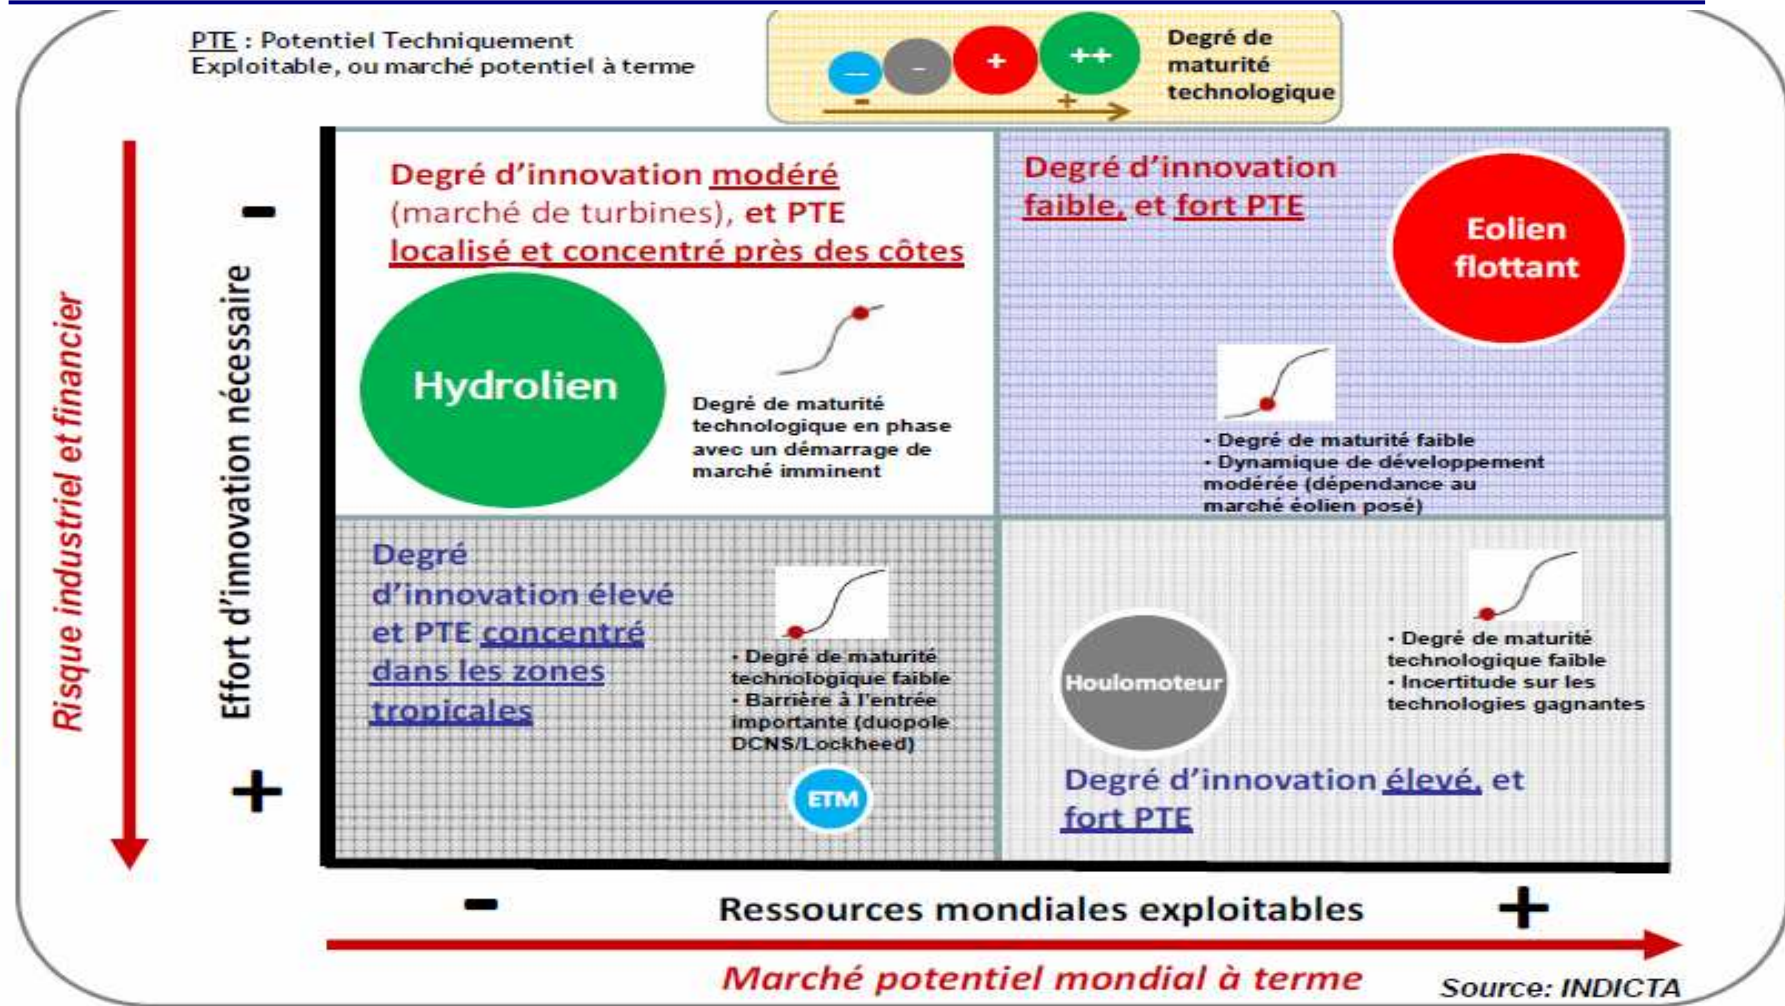 PTE : Potentiel Techniquement
Exploitable, ou marché potentiel à terme
--
-
+
++
-
+
Degré de
maturité
technologique
Risque industriel et financier
Effort d'innovation nécessaire
-
+
Degré d'innovation modéré
(marché de turbines), et PTE
localisé et concentré près des côtes
Hydrolien
Degré de maturité
technologique en phase
avec un démarrage de
marché imminent
Degré d'innovation
faible, et fort PTE
Eolien
flottant
• Degré de maturité faible
• Dynamique de développement
modérée (dépendance au
marché éolien posé)
Degré
d'innovation élevé
et PTE concentré
dans les zones
tropicales
• Degré de maturité
technologique faible
• Barrière à l'entrée
importante (duopole
DCNS/Lockheed)
ETM
Houlomoteur
• Degré de maturité
technologique faible
• Incertitude sur les
technologies gagnantes
Degré d'innovation élevé, et
fort PTE
-
Ressources mondiales exploitables
+
Marché potentiel mondial à terme
Source: INDICTA